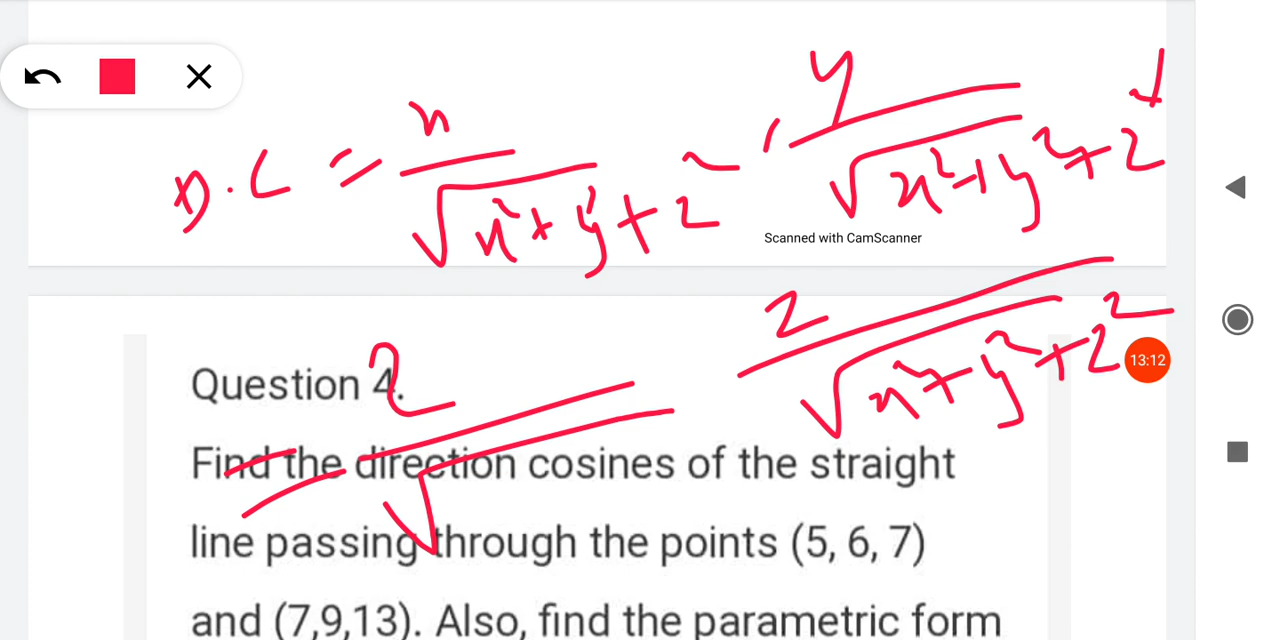 D.C = x/√x²+y²+z², y/√x²+y²+z²
Scanned with CamScanner
z/√x²+y²+z²
13:12
Question 4.
2/√
Find the direction cosines of the straight
line passing through the points (5, 6, 7)
and (7,9,13). Also, find the parametric form